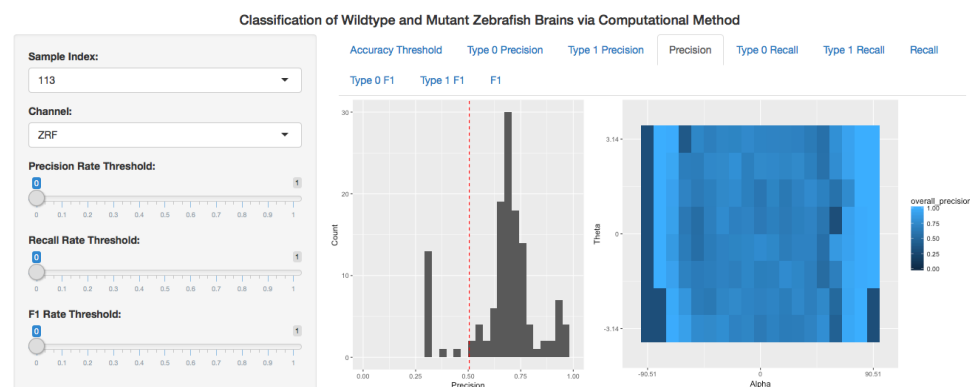 Classification of Wildtype and Mutant Zebrafish Brains via Computational Method
Sample Index:
113
Channel:
ZRF
Precision Rate Threshold:
0 1
0 0.1 0.2 0.3 0.4 0.5 0.6 0.7 0.8 0.9 1
Recall Rate Threshold:
0 1
0 0.1 0.2 0.3 0.4 0.5 0.6 0.7 0.8 0.9 1
F1 Rate Threshold:
0 1
0 0.1 0.2 0.3 0.4 0.5 0.6 0.7 0.8 0.9 1
Accuracy Threshold Type 0 Precision Type 1 Precision Precision Type 0 Recall Type 1 Recall Recall
Type 0 F1 Type 1 F1 F1
Count
30
20
10
0
0.00 0.25 0.50 0.75 1.00
Precision
Theta
3.14
0
-3.14
-90.51 0 90.51
Alpha
overall_precision
1.00
0.75
0.50
0.25
0.00